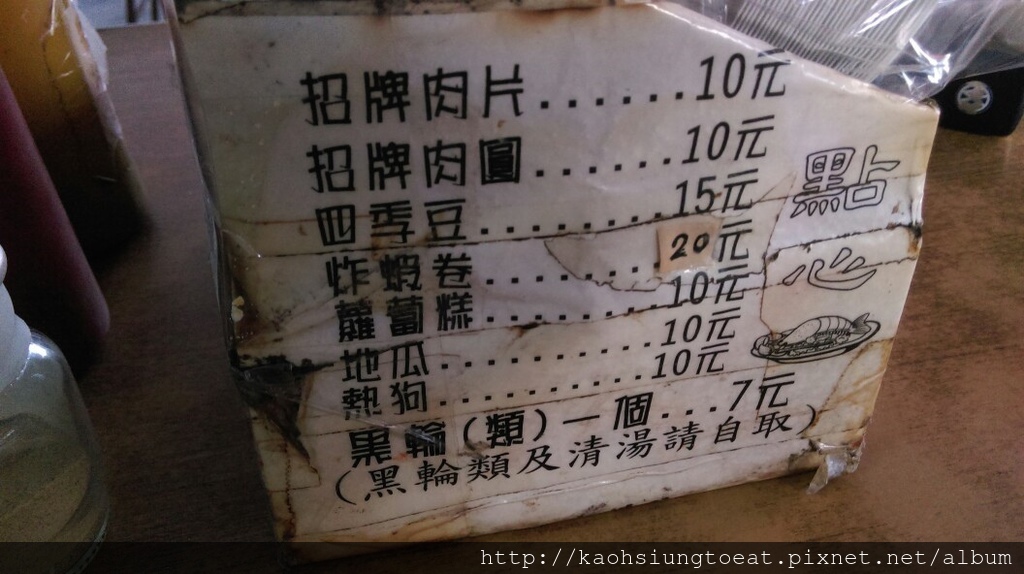 招牌肉片......10元
招牌肉圓.......10元
四季豆.........15元
炸蝦卷........20元
蘿蔔糕........10元
地瓜..........10元
熱狗..........10元
黑輪(類)一個...7元
(黑輪類及清湯請自取)
點心
http://kaohsiungtoeat.pixnet.net/album